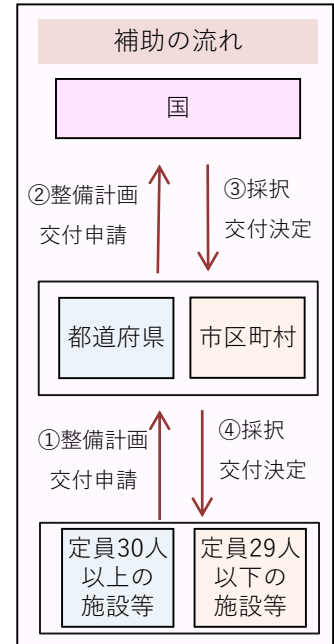 補助の流れ
国
②整備計画
交付申請
③採択
交付決定
都道府県
市区町村
①整備計画
交付申請
④採択
交付決定
定員30人
以上の
施設等
定員29人
以下の
施設等